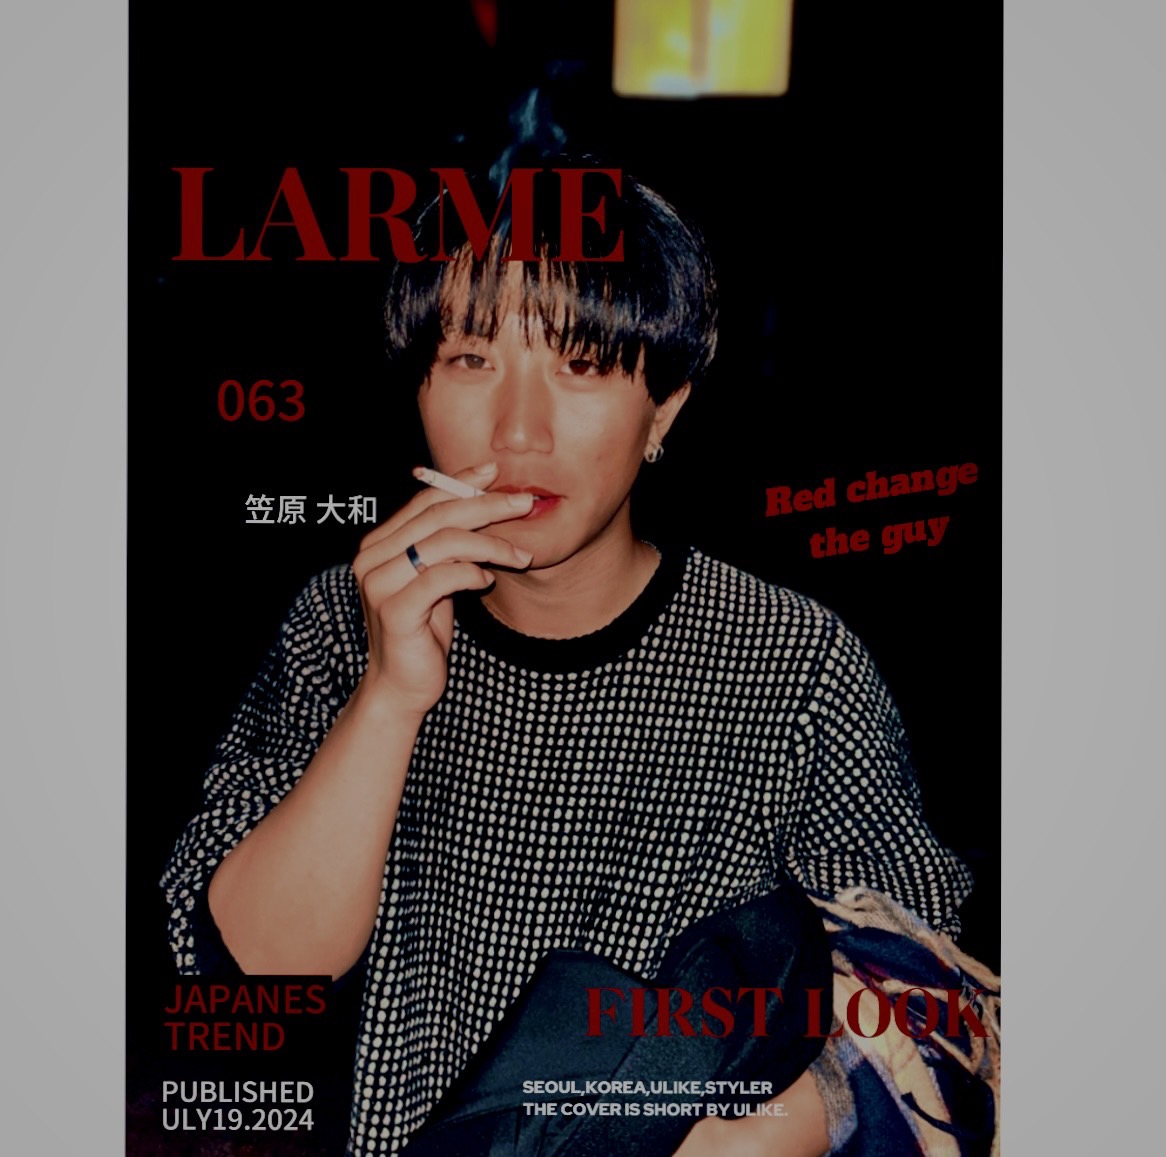 LARME
063
笠原 大和
Red change
the guy
JAPANES
TREND
FIRST LOOK
PUBLISHED
ULY19.2024
SEOUL,KOREA,ULIKE,STYLER
THE COVER IS SHORT BY ULIKE.